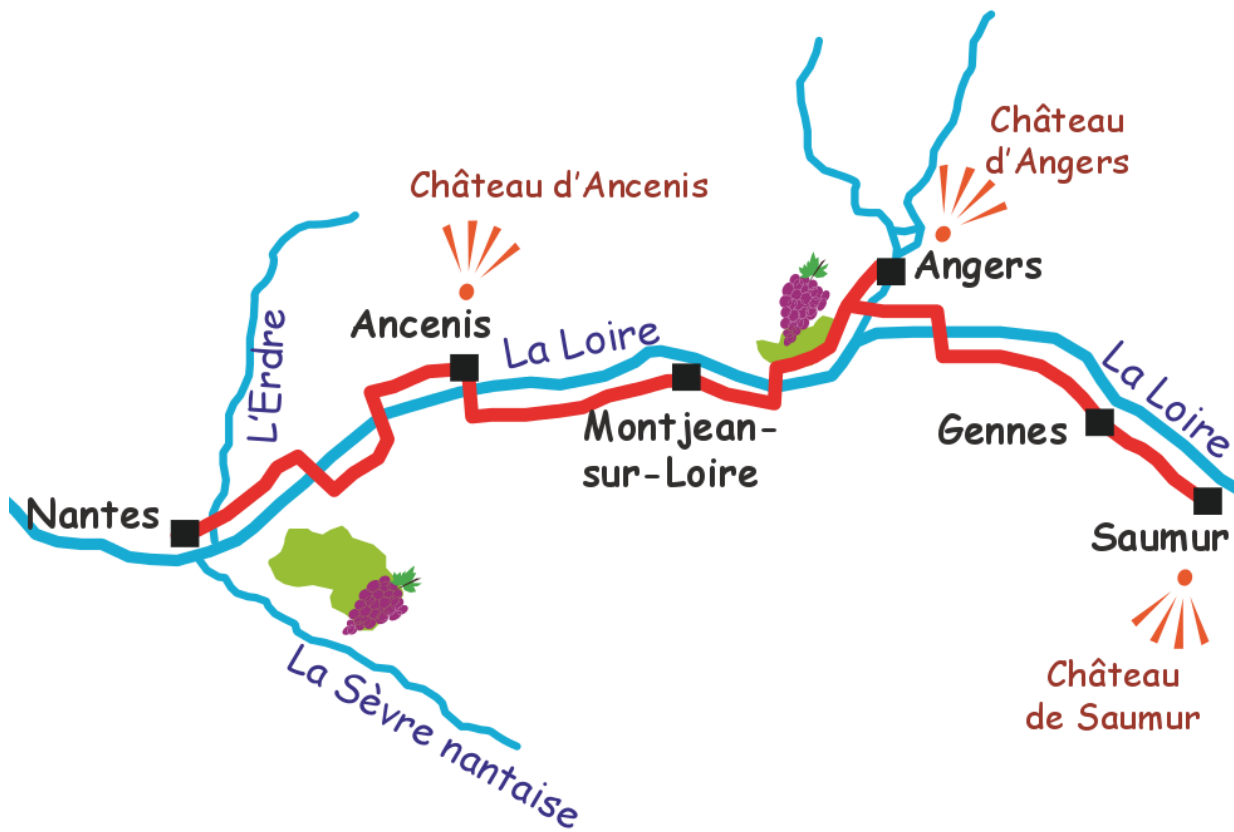 Château
d'Angers
Château d'Ancenis
Angers
Ancenis
La Loire
L'Erdre
La Loire
Montjean-
sur-Loire
Gennes
Nantes
Saumur
La Sèvre nantaise
Château
de Saumur